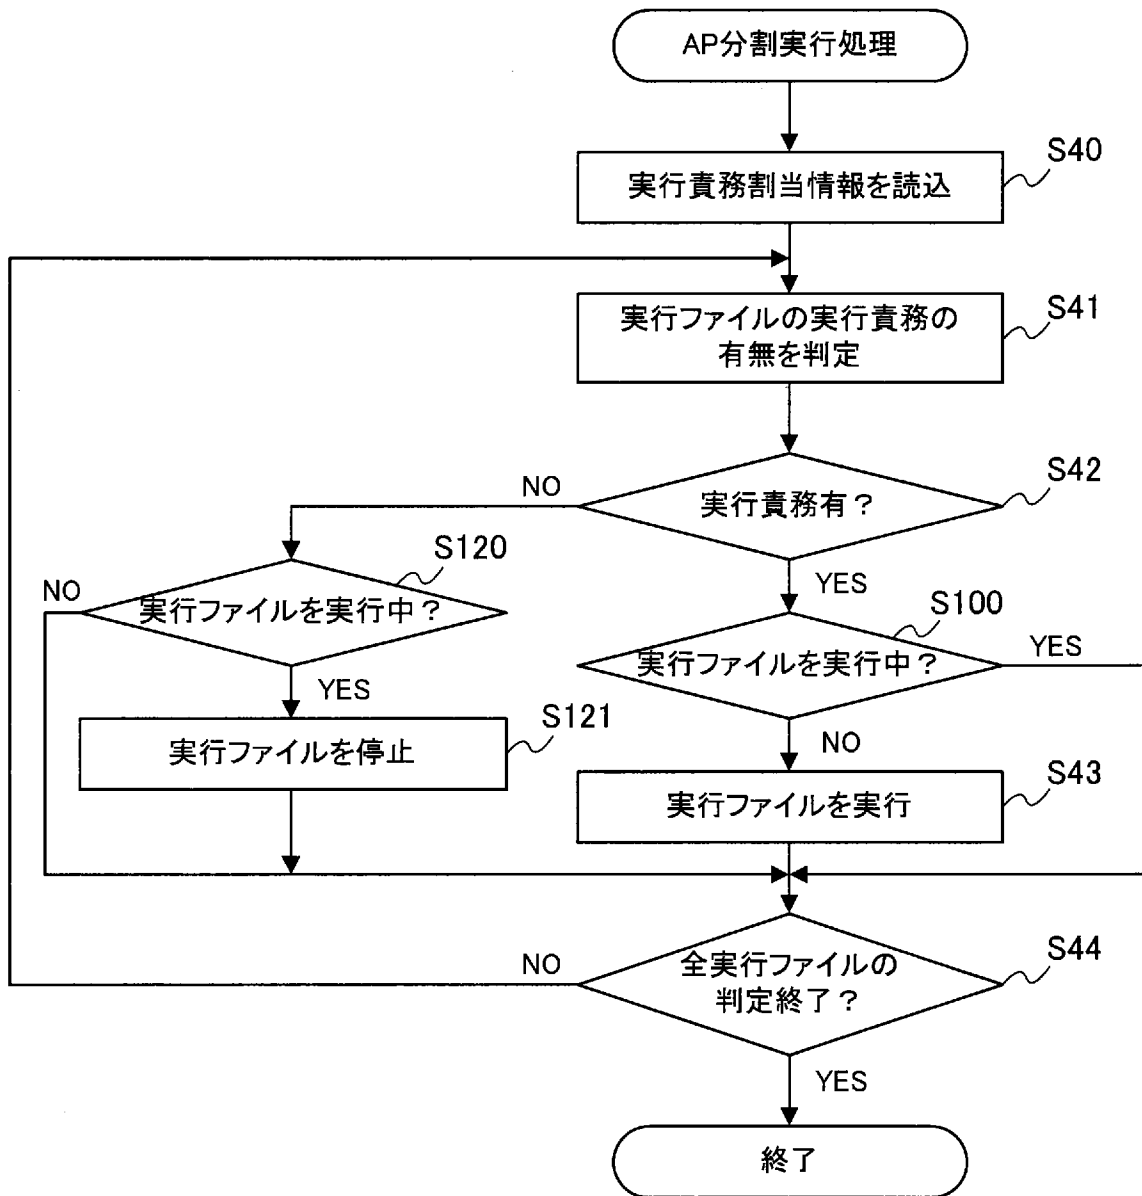 AP分割実行処理
S40
実行責務割当情報を読込
S41
実行ファイルの実行責務の
有無を判定
S42
NO
実行責務有？
YES
S120
NO
実行ファイルを実行中？
YES
S100
実行ファイルを実行中？
YES
NO
S121
実行ファイルを停止
S43
実行ファイルを実行
S44
NO
全実行ファイルの
判定終了？
YES
終了